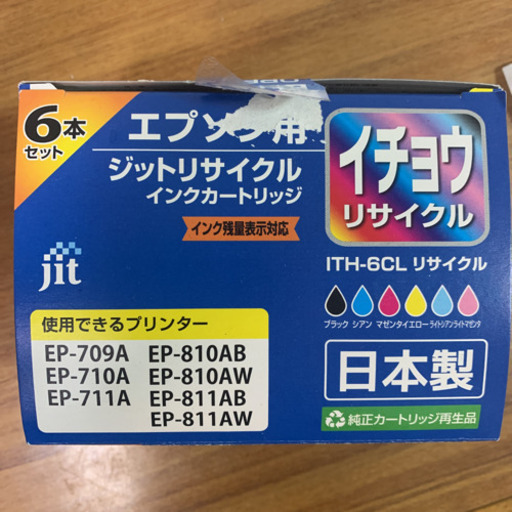 6本
セット
エプソン用
ジットリサイクル
インクカートリッジ
インク残量表示対応
イチョウ
リサイクル
jit
ITH-6CL リサイクル
ブラック シアン マゼンタ イエロー ライトシアン ライトマゼンタ
使用できるプリンター
EP-709A EP-810AB
EP-710A EP-810AW
EP-711A EP-811AB
EP-811AW
日本製
純正カートリッジ再生品